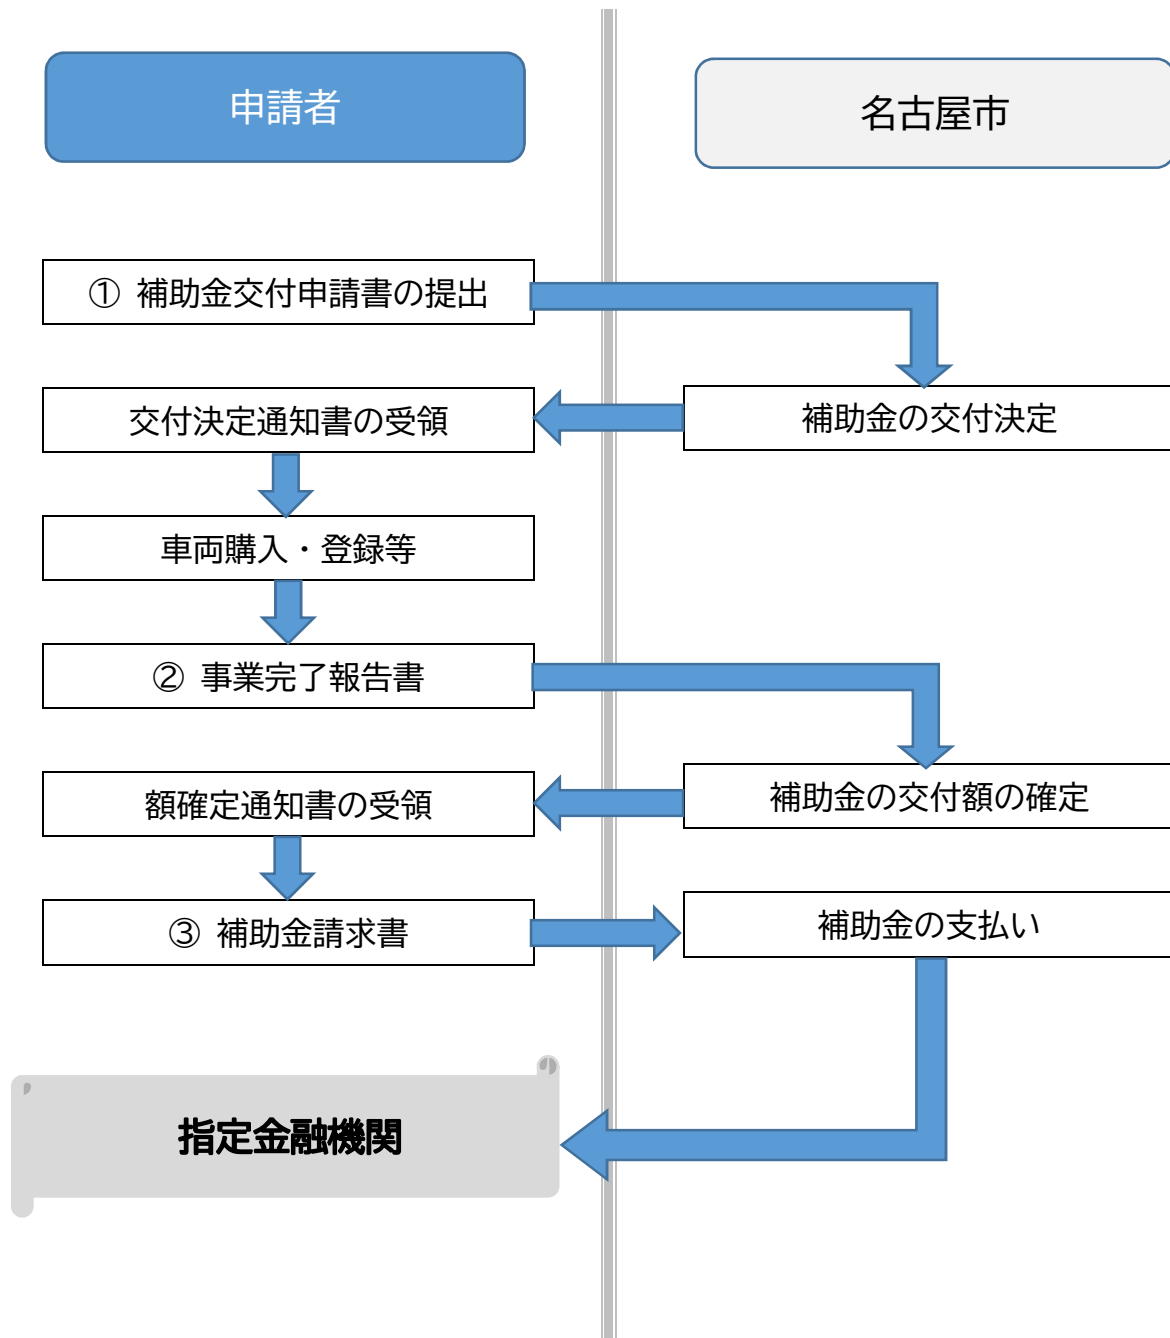 申請者
名古屋市
① 補助金交付申請書の提出
交付決定通知書の受領
補助金の交付決定
車両購入・登録等
② 事業完了報告書
額確定通知書の受領
補助金の交付額の確定
③ 補助金請求書
補助金の支払い
指定金融機関